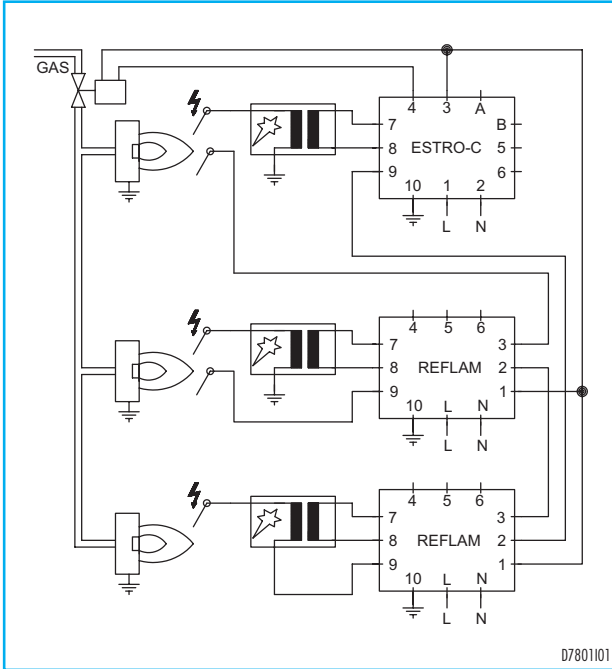 GAS
4 3 A
7 B
8 ESTRO-C 5
9 6
10 1 2
L N
4 5 6
7 3
8 REFLAM 2
9 1
10 L N
L N
4 5 6
7 3
8 REFLAM 2
9 1
10 L N
L N
D7801I01